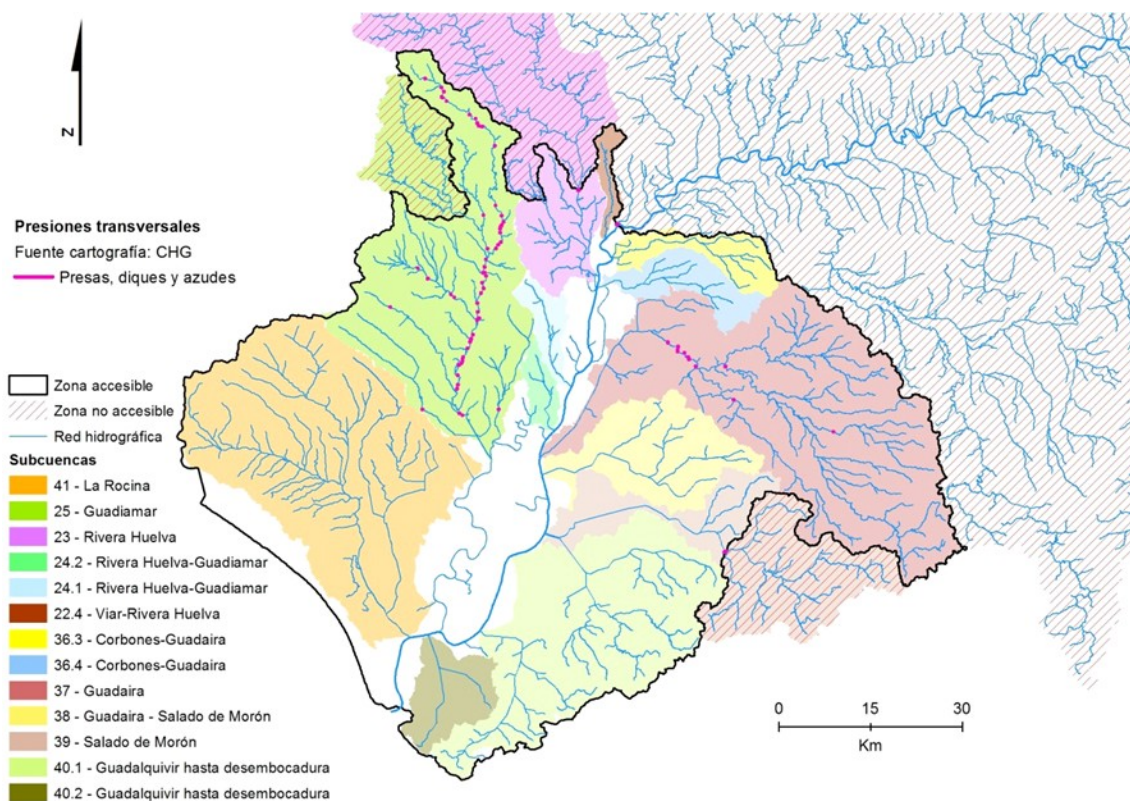 N
Presiones transversales
Fuente cartografía: CHG
Presas, diques y azudes
Zona accesible
Zona no accesible
Red hidrográfica
Subcuencas
41 - La Rocina
25 - Guadiamar
23 - Rivera Huelva
24.2 - Rivera Huelva-Guadiamar
24.1 - Rivera Huelva-Guadiamar
22.4 - Viar-Rivera Huelva
36.3 - Corbones-Guadaira
36.4 - Corbones-Guadaira
37 - Guadaira
38 - Guadaira - Salado de Morón
39 - Salado de Morón
40.1 - Guadalquivir hasta desembocadura
40.2 - Guadalquivir hasta desembocadura
0 15 30
Km